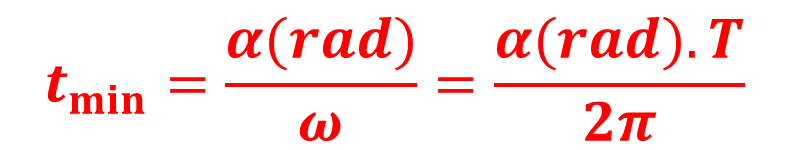 t_min = α(rad)/ω = α(rad).T/2π